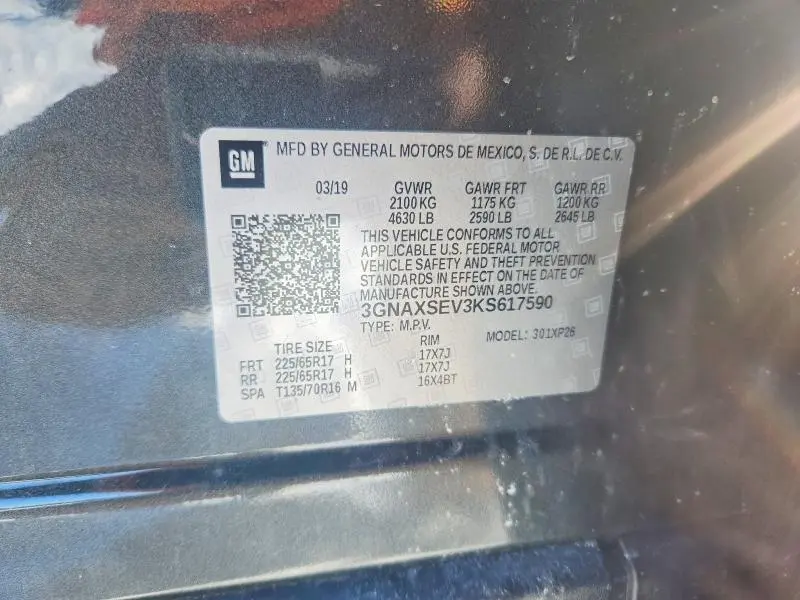 GM
MFD BY GENERAL MOTORS DE MEXICO, S. DE R.L. DE C.V.
03/19 GVWR GAWR FRT GAWR RR
2100 KG 1175 KG 1200 KG
4630 LB 2590 LB 2645 LB
THIS VEHICLE CONFORMS TO ALL
APPLICABLE U.S. FEDERAL MOTOR
VEHICLE SAFETY AND THEFT PREVENTION
STANDARDS IN EFFECT ON THE DATE OF
MANUFACTURE SHOWN ABOVE.
3GNAXSEV3KS617590
TYPE: M.P.V. MODEL: 301XP26
TIRE SIZE RIM
FRT 225/65R17 H 17X7J
RR 225/65R17 H 17X7J
SPA T135/70R16 M 16X4BT